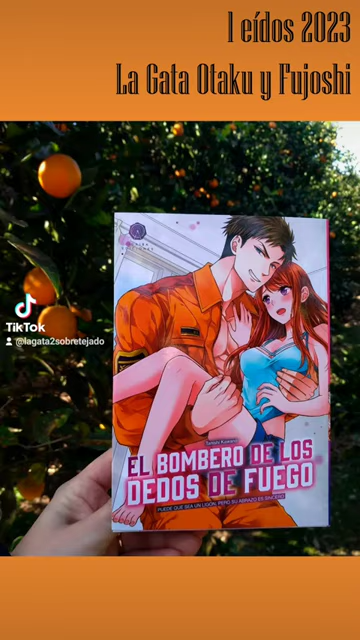 Leídos 2023
La Gata Otaku y Fujoshi
TikTok
@lagata2sobretejado
EL BOMBERO DE LOS
DEDOS DE FUEGO
PUEDE QUE SEA UN LIGÓN, PERO SU ABRAZO ES SINCERO